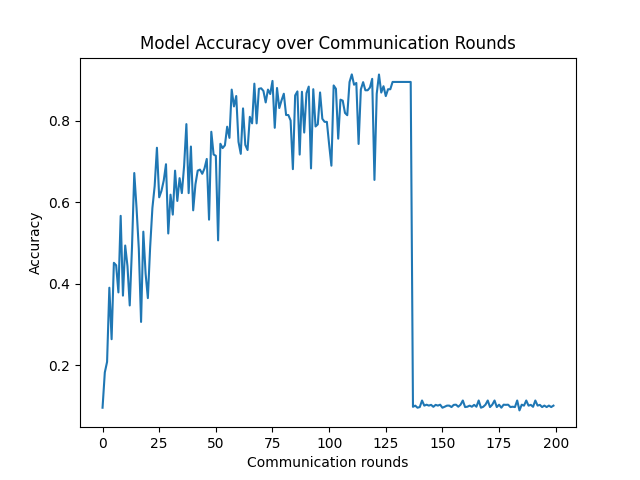 Model Accuracy over Communication Rounds
0.8
0.6
0.4
0.2
Accuracy
0 25 50 75 100 125 150 175 200
Communication rounds